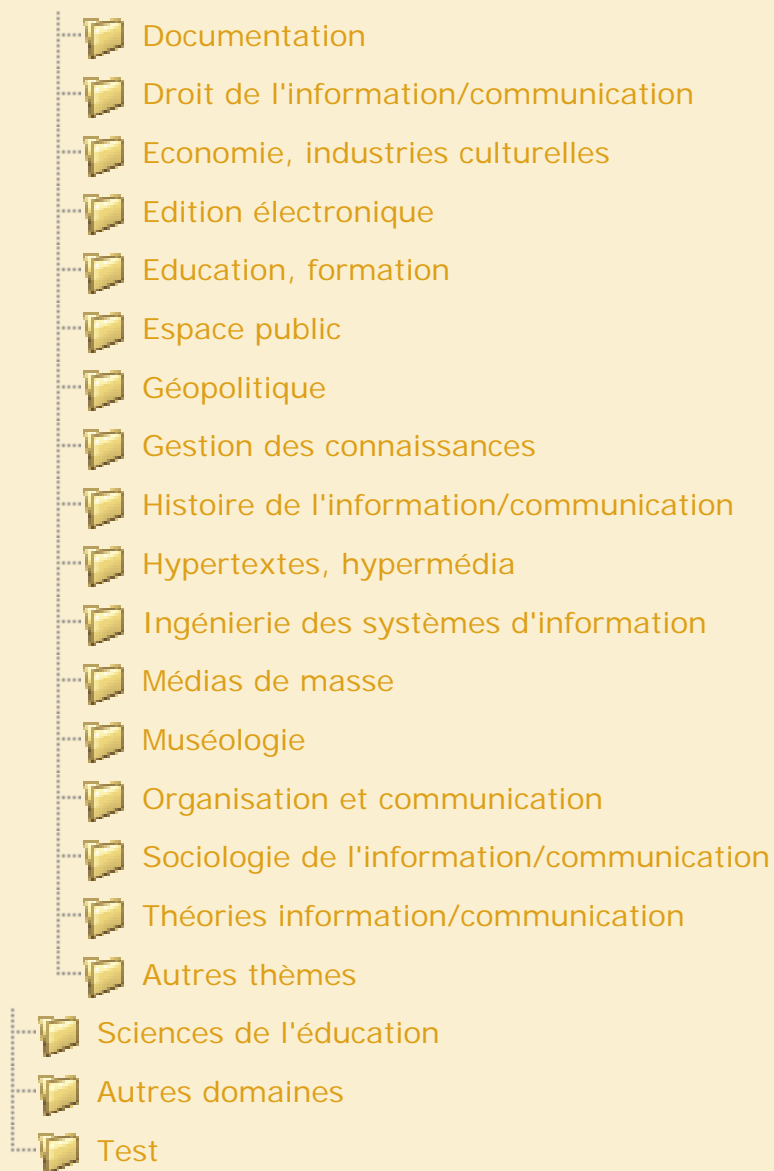 Documentation
Droit de l'information/communication
Economie, industries culturelles
Edition électronique
Education, formation
Espace public
Géopolitique
Gestion des connaissances
Histoire de l'information/communication
Hypertextes, hypermédia
Ingénierie des systèmes d'information
Médias de masse
Muséologie
Organisation et communication
Sociologie de l'information/communication
Théories information/communication
Autres thèmes
Sciences de l'éducation
Autres domaines
Test